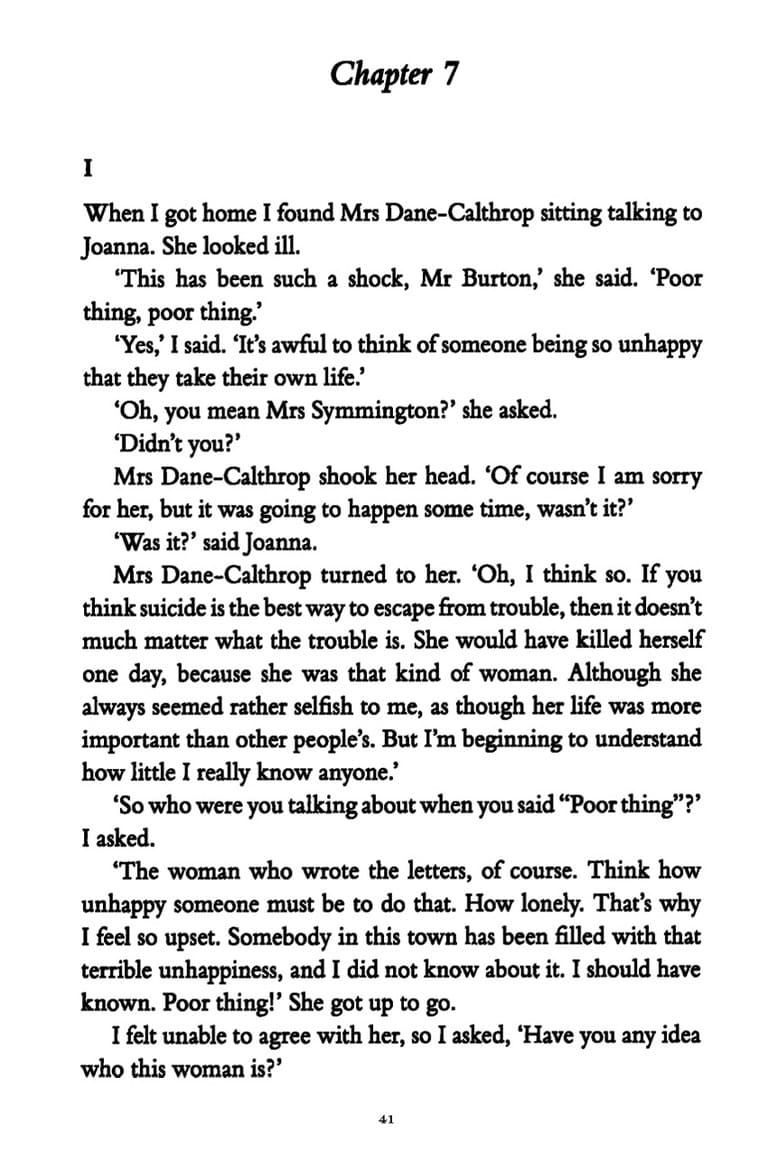 Chapter 7
I
When I got home I found Mrs Dane-Calthrop sitting talking to
Joanna. She looked ill.
‘This has been such a shock, Mr Burton,’ she said. ‘Poor
thing, poor thing.’
‘Yes,’ I said. ‘It’s awful to think of someone being so unhappy
that they take their own life.’
‘Oh, you mean Mrs Symmington?’ she asked.
‘Didn’t you?’
Mrs Dane-Calthrop shook her head. ‘Of course I am sorry
for her, but it was going to happen some time, wasn’t it?’
‘Was it?’ said Joanna.
Mrs Dane-Calthrop turned to her. ‘Oh, I think so. If you
think suicide is the best way to escape from trouble, then it doesn’t
much matter what the trouble is. She would have killed herself
one day, because she was that kind of woman. Although she
always seemed rather selfish to me, as though her life was more
important than other people’s. But I’m beginning to understand
how little I really know anyone.’
‘So who were you talking about when you said “Poor thing”?’
I asked.
‘The woman who wrote the letters, of course. Think how
unhappy someone must be to do that. How lonely. That’s why
I feel so upset. Somebody in this town has been filled with that
terrible unhappiness, and I did not know about it. I should have
known. Poor thing!’ She got up to go.
I felt unable to agree with her, so I asked, ‘Have you any idea
who this woman is?’
41